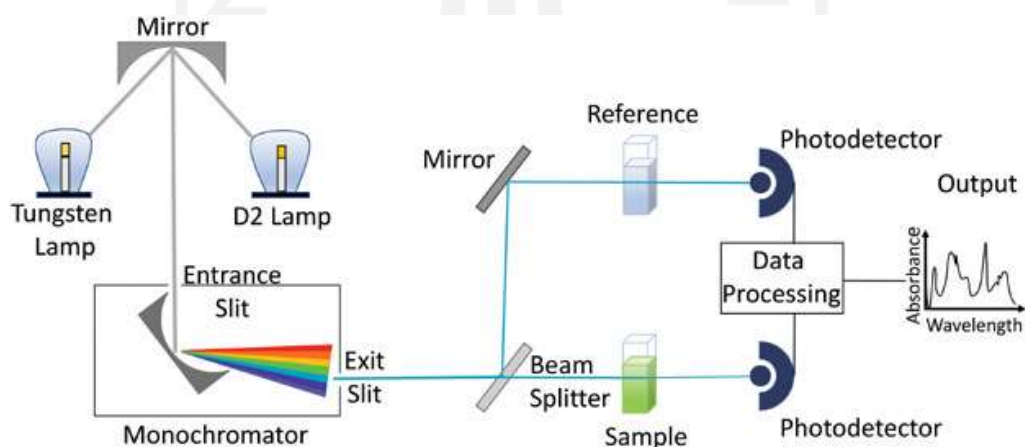 Mirror
Tungsten
Lamp
D2 Lamp
Entrance
Slit
Exit
Slit
Monochromator
Mirror
Beam
Splitter
Reference
Sample
Photodetector
Data
Processing
Photodetector
Output
Absorbance
Wavelength